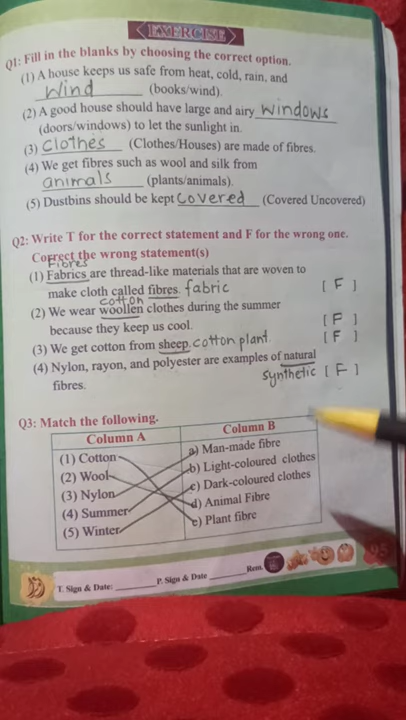 EXERCISE
Q1: Fill in the blanks by choosing the correct option.
(1) A house keeps us safe from heat, cold, rain, and
wind (books/wind).
(2) A good house should have large and airy windows
(doors/windows) to let the sunlight in.
(3) clothes (Clothes/Houses) are made of fibres.
(4) We get fibres such as wool and silk from
animals (plants/animals).
(5) Dustbins should be kept covered (Covered Uncovered)
Q2: Write T for the correct statement and F for the wrong one.
Correct the wrong statement(s)
Fibres
(1) Fabrics are thread-like materials that are woven to
make cloth called fibres. fabric [ F ]
cotton
(2) We wear woollen clothes during the summer
because they keep us cool. [ F ]
(3) We get cotton from sheep. cotton plant [ F ]
(4) Nylon, rayon, and polyester are examples of natural
fibres. synthetic [ F ]
Q3: Match the following.
Column A Column B
(1) Cotton a) Man-made fibre
(2) Wool b) Light-coloured clothes
(3) Nylon c) Dark-coloured clothes
(4) Summer d) Animal Fibre
(5) Winter e) Plant fibre
T. Sign & Date: ________ P. Sign & Date ________ Rem.
95